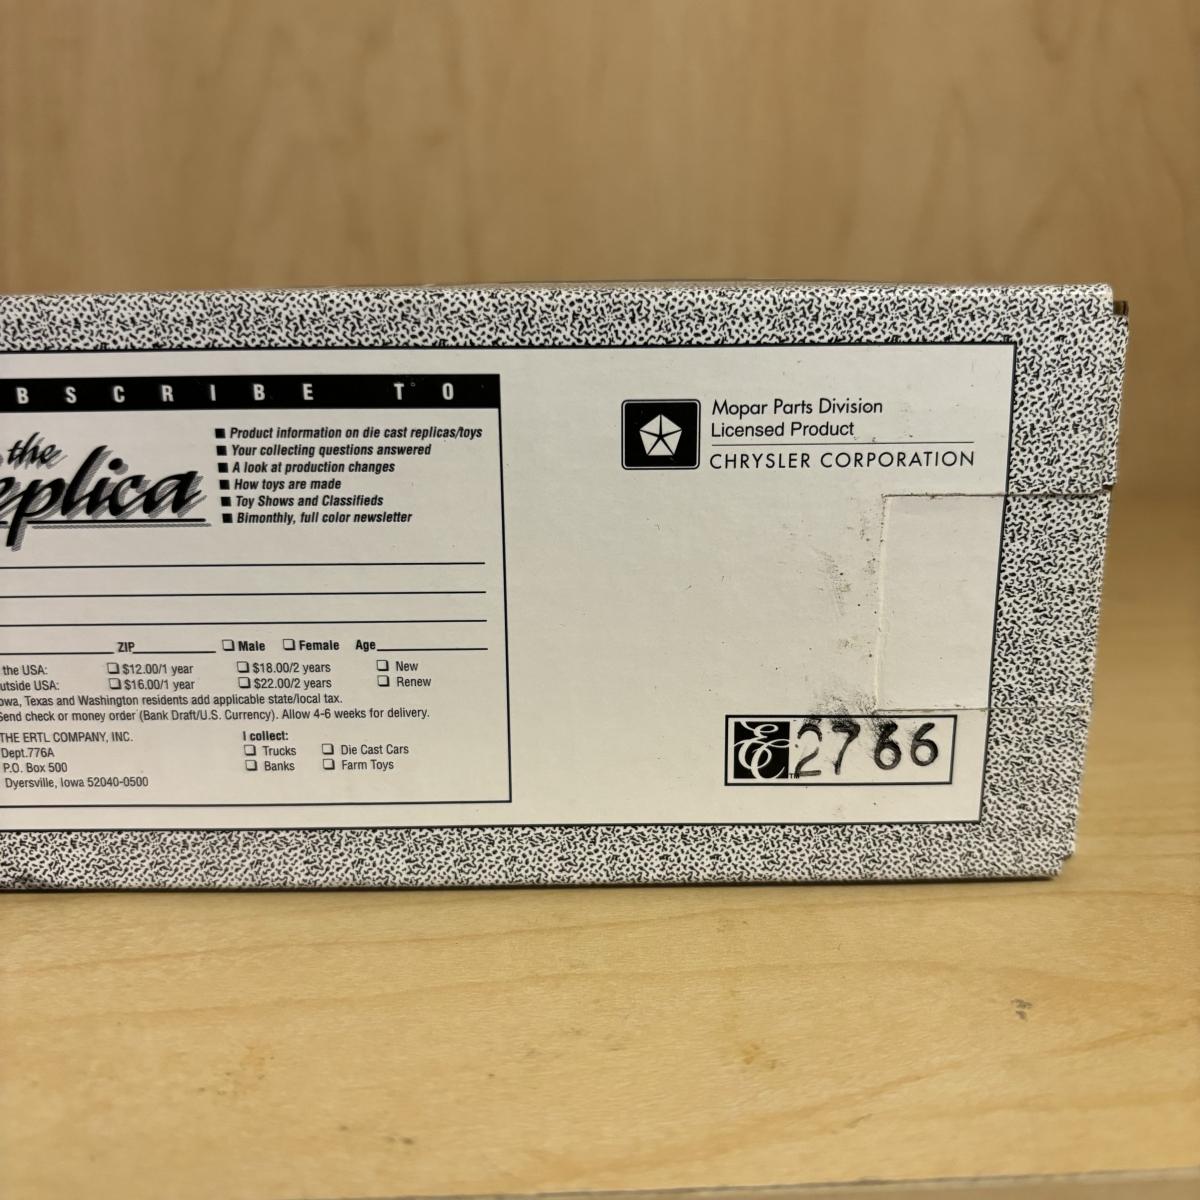 BSCRIBE TO
the
eplica
■ Product information on die cast replicas/toys
■ Your collecting questions answered
■ A look at production changes
■ How toys are made
■ Toy Shows and Classifieds
■ Bimonthly, full color newsletter
ZIP ❏ Male ❏ Female Age
the USA: ❏ $12.00/1 year ❏ $18.00/2 years ❏ New
utside USA: ❏ $16.00/1 year ❏ $22.00/2 years ❏ Renew
owa, Texas and Washington residents add applicable state/local tax.
Send check or money order (Bank Draft/U.S. Currency). Allow 4-6 weeks for delivery.
THE ERTL COMPANY, INC.
Dept.776A
P.O. Box 500
Dyersville, Iowa 52040-0500
I collect:
❏ Trucks ❏ Die Cast Cars
❏ Banks ❏ Farm Toys
Mopar Parts Division
Licensed Product
CHRYSLER CORPORATION
EC™ 2766